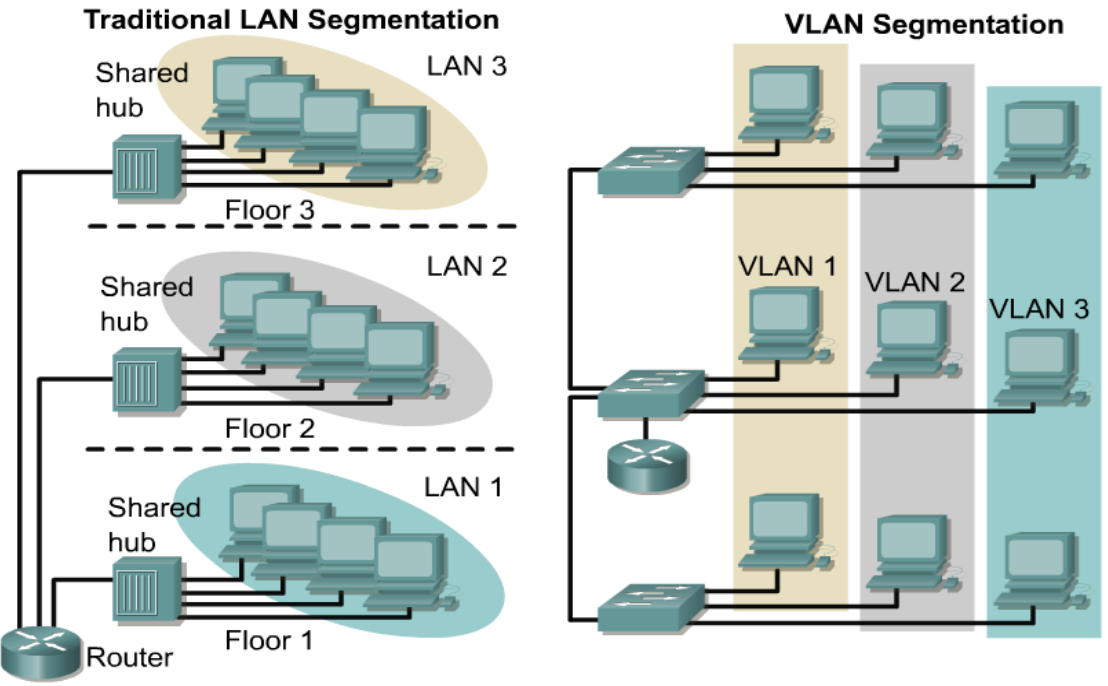 Traditional LAN Segmentation
Shared
hub
LAN 3
Floor 3
Shared
hub
LAN 2
Floor 2
Shared
hub
LAN 1
Floor 1
Router
VLAN Segmentation
VLAN 1
VLAN 2
VLAN 3